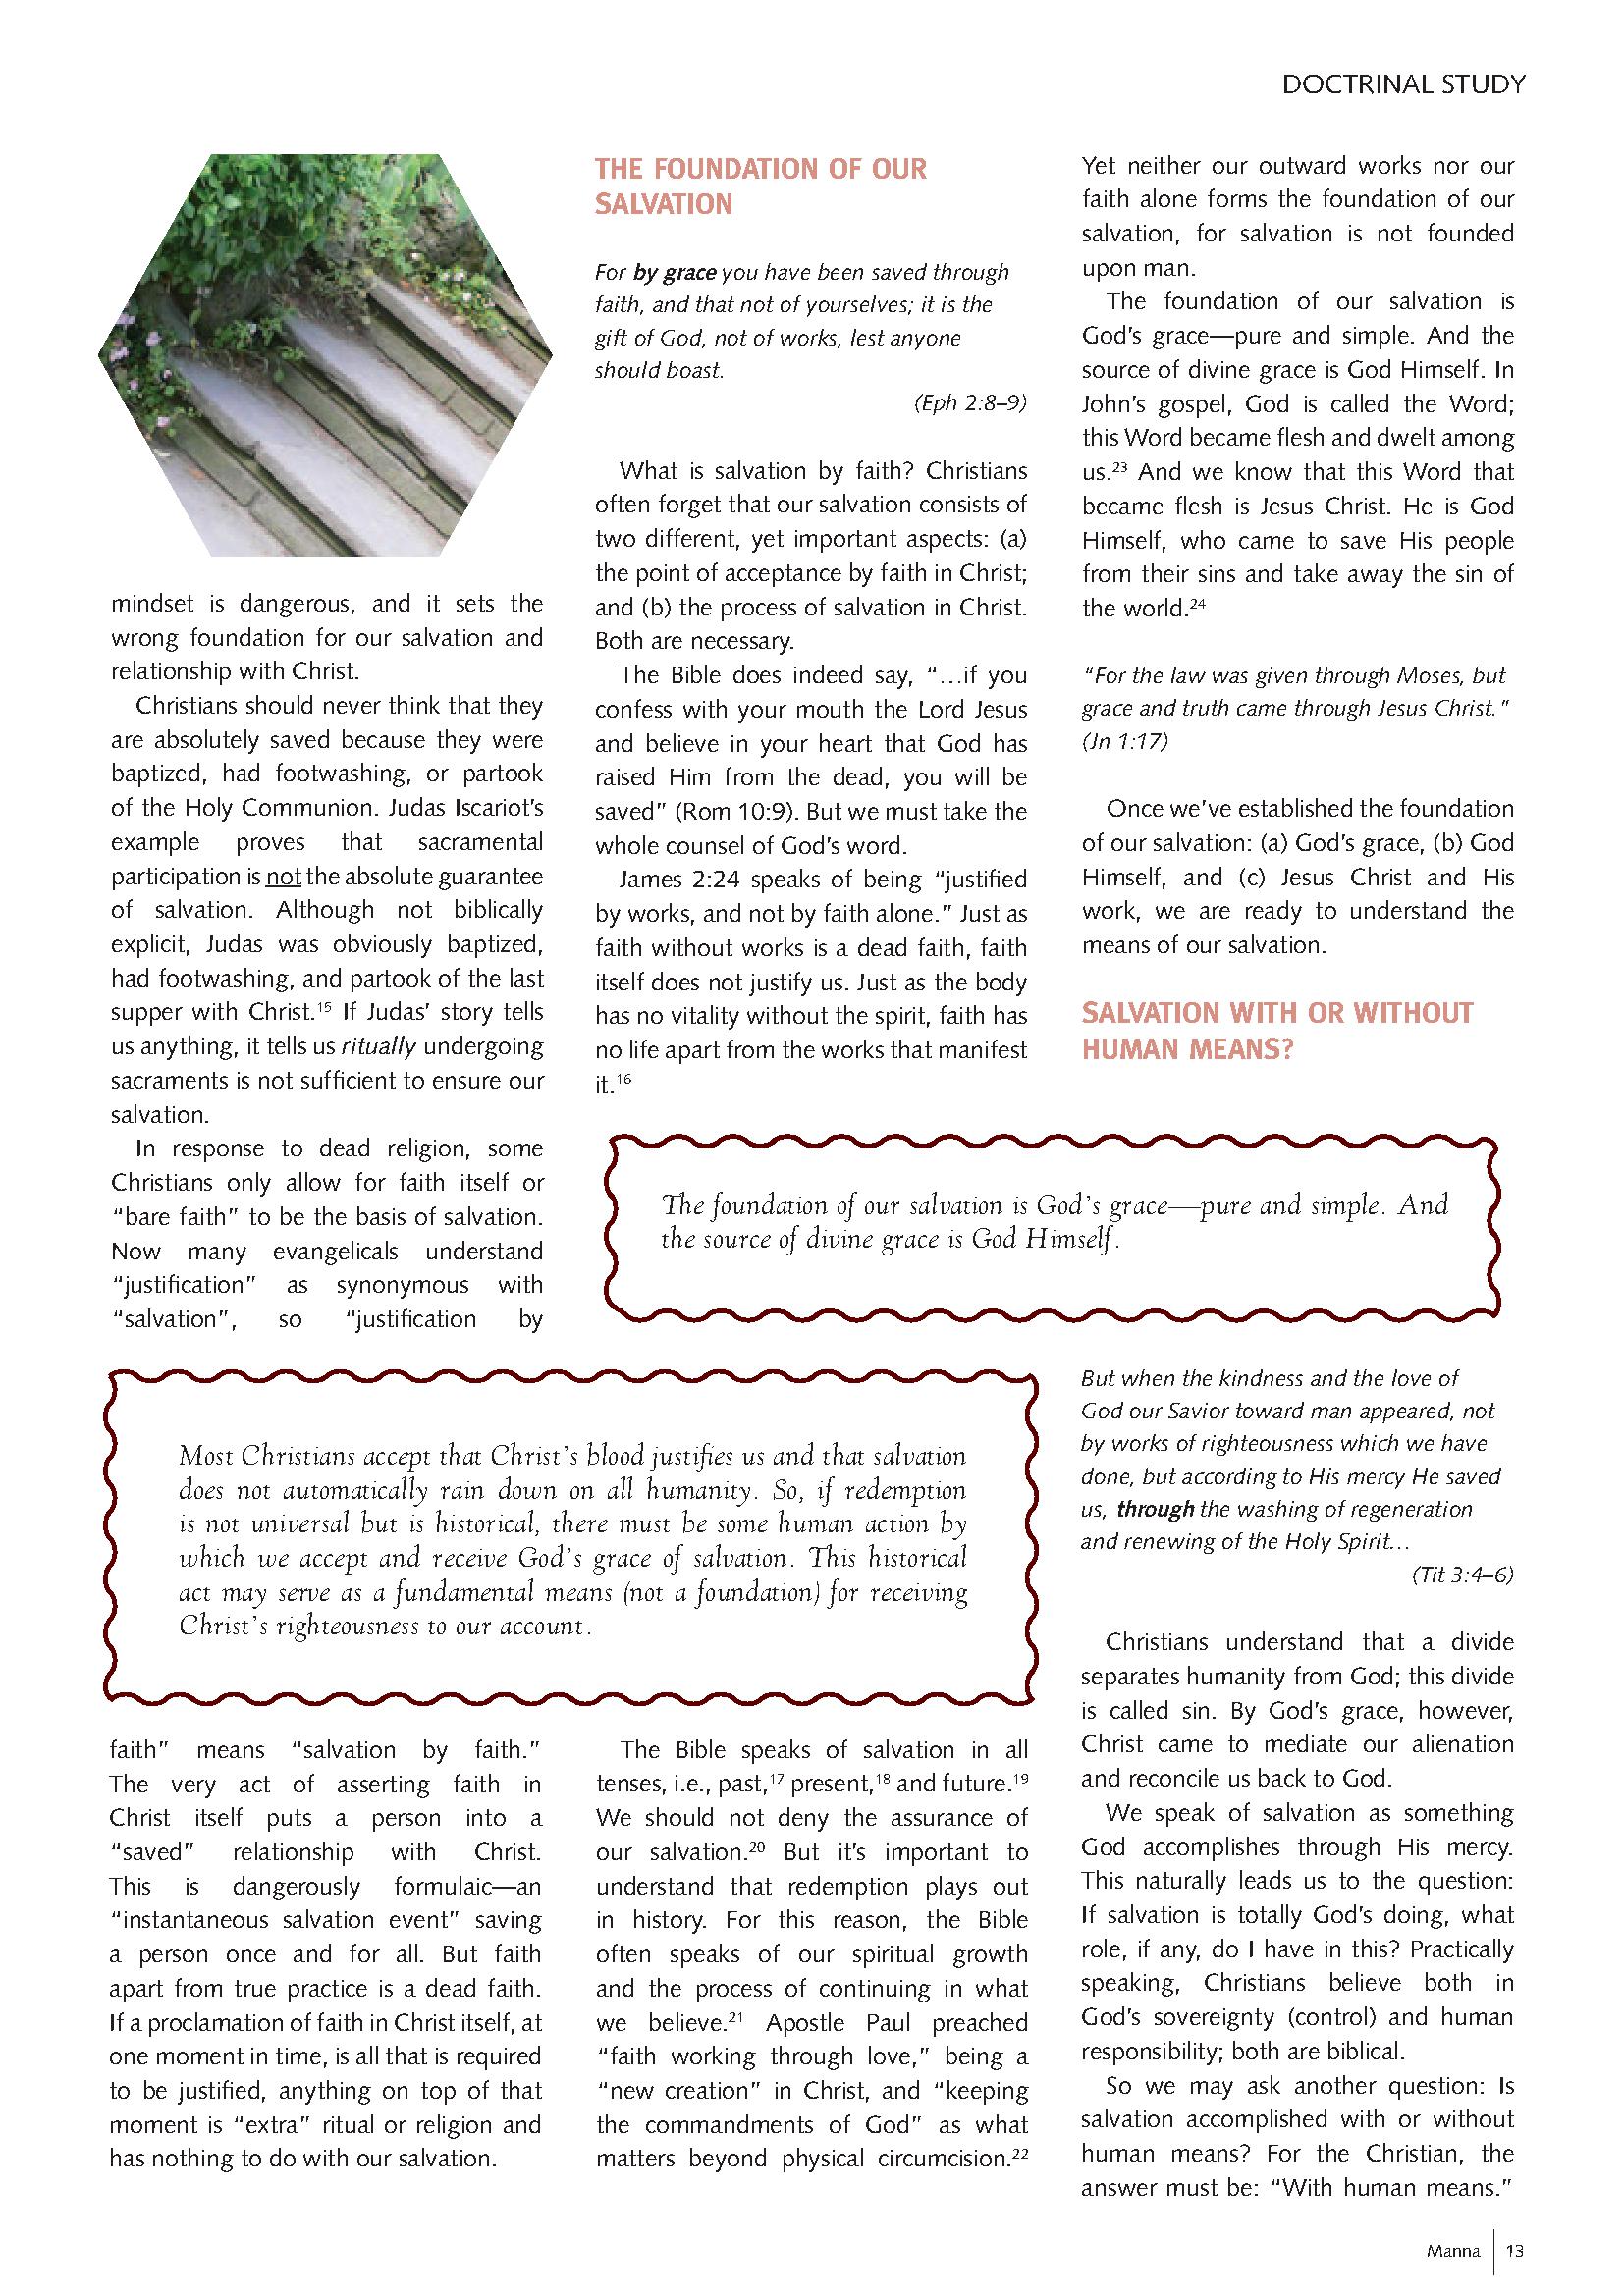 DOCTRINAL STUDY
mindset is dangerous, and it sets the
wrong foundation for our salvation and
relationship with Christ.
Christians should never think that they
are absolutely saved because they were
baptized, had footwashing, or partook
of the Holy Communion. Judas Iscariot's
example proves that sacramental
participation is not the absolute guarantee
of salvation. Although not biblically
explicit, Judas was obviously baptized,
had footwashing, and partook of the last
supper with Christ.¹⁵ If Judas' story tells
us anything, it tells us ritually undergoing
sacraments is not sufficient to ensure our
salvation.
In response to dead religion, some
Christians only allow for faith itself or
“bare faith” to be the basis of salvation.
Now many evangelicals understand
“justification” as synonymous with
“salvation”, so “justification by
faith” means “salvation by faith.”
The very act of asserting faith in
Christ itself puts a person into a
“saved” relationship with Christ.
This is dangerously formulaic—an
“instantaneous salvation event” saving
a person once and for all. But faith
apart from true practice is a dead faith.
If a proclamation of faith in Christ itself, at
one moment in time, is all that is required
to be justified, anything on top of that
moment is “extra” ritual or religion and
has nothing to do with our salvation.
THE FOUNDATION OF OUR
SALVATION
For by grace you have been saved through
faith, and that not of yourselves; it is the
gift of God, not of works, lest anyone
should boast.
(Eph 2:8–9)
What is salvation by faith? Christians
often forget that our salvation consists of
two different, yet important aspects: (a)
the point of acceptance by faith in Christ;
and (b) the process of salvation in Christ.
Both are necessary.
The Bible does indeed say, “…if you
confess with your mouth the Lord Jesus
and believe in your heart that God has
raised Him from the dead, you will be
saved” (Rom 10:9). But we must take the
whole counsel of God's word.
James 2:24 speaks of being “justified
by works, and not by faith alone.” Just as
faith without works is a dead faith, faith
itself does not justify us. Just as the body
has no vitality without the spirit, faith has
no life apart from the works that manifest
it.¹⁶
The foundation of our salvation is God's grace—pure and simple. And
the source of divine grace is God Himself.
Most Christians accept that Christ's blood justifies us and that salvation
does not automatically rain down on all humanity. So, if redemption
is not universal but is historical, there must be some human action by
which we accept and receive God's grace of salvation. This historical
act may serve as a fundamental means (not a foundation) for receiving
Christ's righteousness to our account.
The Bible speaks of salvation in all
tenses, i.e., past,¹⁷ present,¹⁸ and future.¹⁹
We should not deny the assurance of
our salvation.²⁰ But it's important to
understand that redemption plays out
in history. For this reason, the Bible
often speaks of our spiritual growth
and the process of continuing in what
we believe.²¹ Apostle Paul preached
“faith working through love,” being a
“new creation” in Christ, and “keeping
the commandments of God” as what
matters beyond physical circumcision.²²
Yet neither our outward works nor our
faith alone forms the foundation of our
salvation, for salvation is not founded
upon man.
The foundation of our salvation is
God's grace—pure and simple. And the
source of divine grace is God Himself. In
John's gospel, God is called the Word;
this Word became flesh and dwelt among
us.²³ And we know that this Word that
became flesh is Jesus Christ. He is God
Himself, who came to save His people
from their sins and take away the sin of
the world.²⁴
“For the law was given through Moses, but
grace and truth came through Jesus Christ.”
(Jn 1:17)
Once we've established the foundation
of our salvation: (a) God's grace, (b) God
Himself, and (c) Jesus Christ and His
work, we are ready to understand the
means of our salvation.
SALVATION WITH OR WITHOUT
HUMAN MEANS?
But when the kindness and the love of
God our Savior toward man appeared, not
by works of righteousness which we have
done, but according to His mercy He saved
us, through the washing of regeneration
and renewing of the Holy Spirit…
(Tit 3:4–6)
Christians understand that a divide
separates humanity from God; this divide
is called sin. By God's grace, however,
Christ came to mediate our alienation
and reconcile us back to God.
We speak of salvation as something
God accomplishes through His mercy.
This naturally leads us to the question:
If salvation is totally God's doing, what
role, if any, do I have in this? Practically
speaking, Christians believe both in
God's sovereignty (control) and human
responsibility; both are biblical.
So we may ask another question: Is
salvation accomplished with or without
human means? For the Christian, the
answer must be: “With human means.”
Manna 13